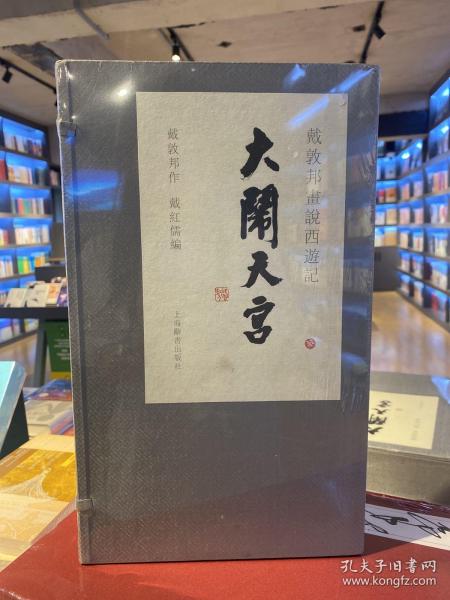 戴敦邦畫說西遊記
大鬧天宮
戴敦邦作 戴紅儒編
上海辭書出版社
孔夫子旧书网
www.kongfz.com